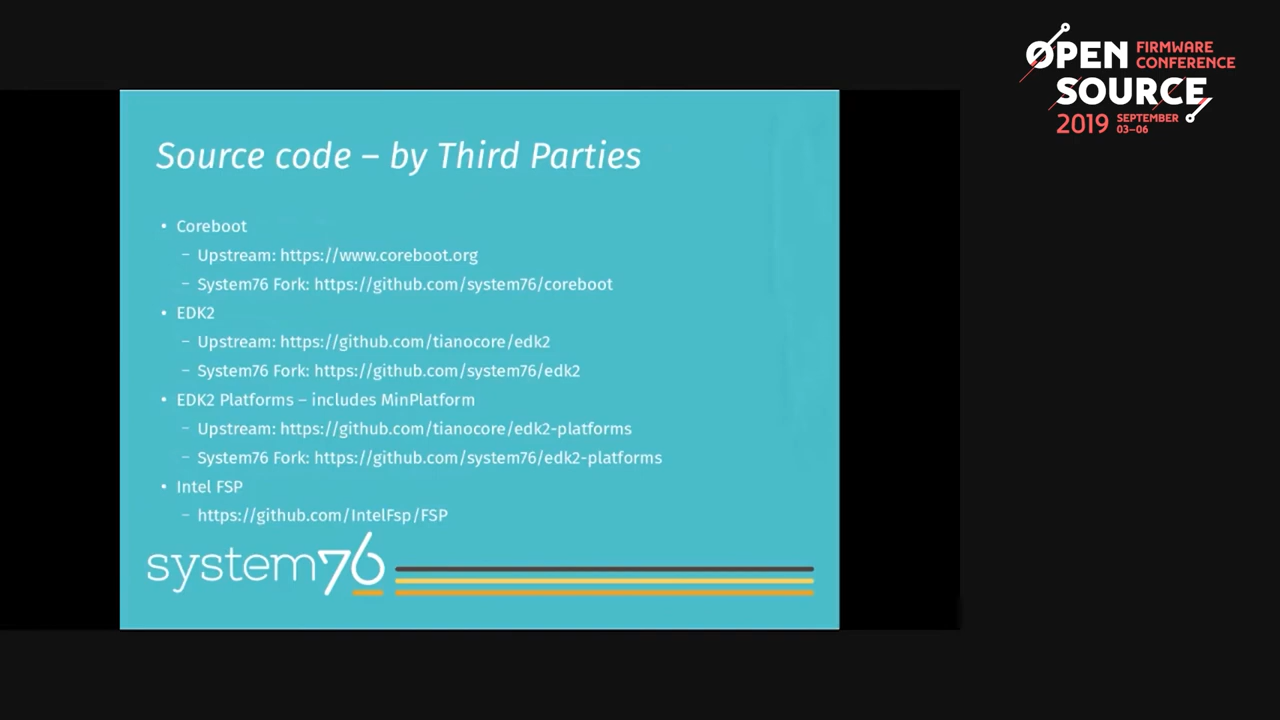 OPEN FIRMWARE
CONFERENCE
SOURCE
2019 SEPTEMBER
03–06
Source code – by Third Parties
• Coreboot
– Upstream: https://www.coreboot.org
– System76 Fork: https://github.com/system76/coreboot
• EDK2
– Upstream: https://github.com/tianocore/edk2
– System76 Fork: https://github.com/system76/edk2
• EDK2 Platforms – includes MinPlatform
– Upstream: https://github.com/tianocore/edk2-platforms
– System76 Fork: https://github.com/system76/edk2-platforms
• Intel FSP
– https://github.com/IntelFsp/FSP
system76